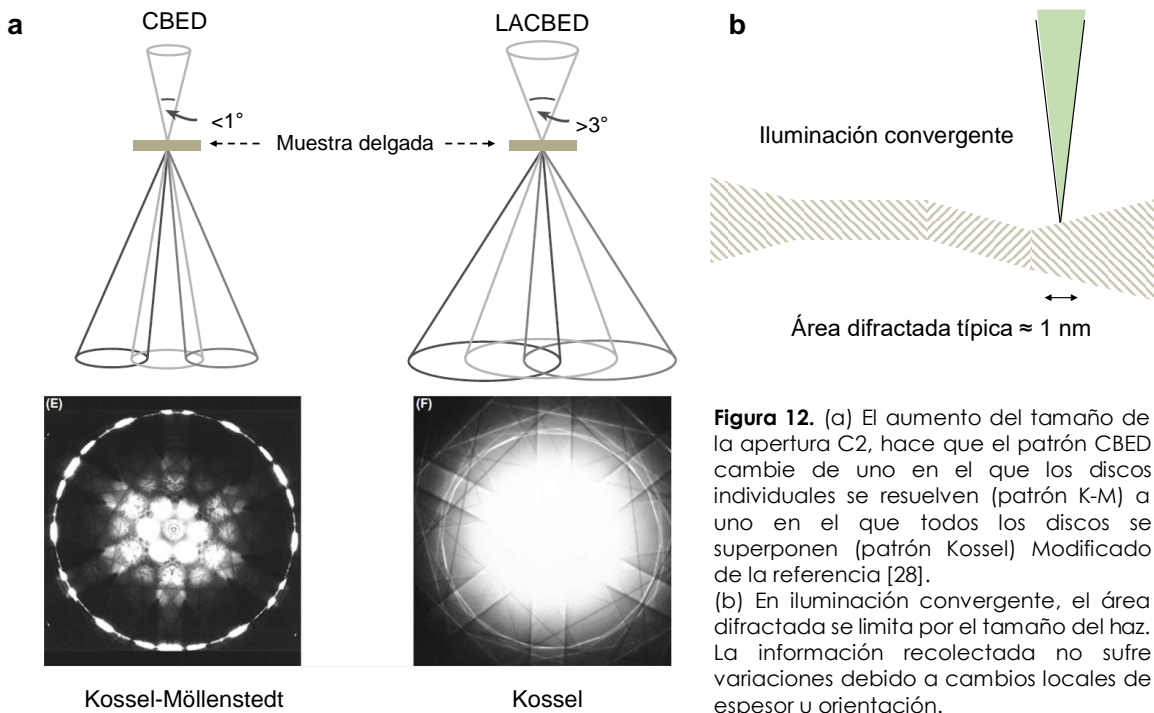 a
CBED
LACBED
<1°
>3°
Muestra delgada
(E)
(F)
Kossel-Möllenstedt
Kossel
b
Iluminación convergente
Área difractada típica ≈ 1 nm
Figura 12. (a) El aumento del tamaño de
la apertura C2, hace que el patrón CBED
cambie de uno en el que los discos
individuales se resuelven (patrón K-M) a
uno en el que todos los discos se
superponen (patrón Kossel) Modificado
de la referencia [28].
(b) En iluminación convergente, el área
difractada se limita por el tamaño del haz.
La información recolectada no sufre
variaciones debido a cambios locales de
espesor u orientación.